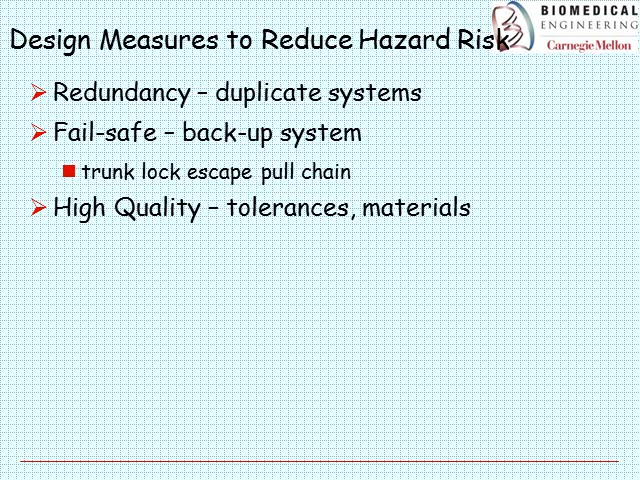 Design Measures to Reduce Hazard Risk
BIOMEDICAL
ENGINEERING
Carnegie Mellon
Redundancy – duplicate systems
Fail-safe – back-up system
trunk lock escape pull chain
High Quality – tolerances, materials